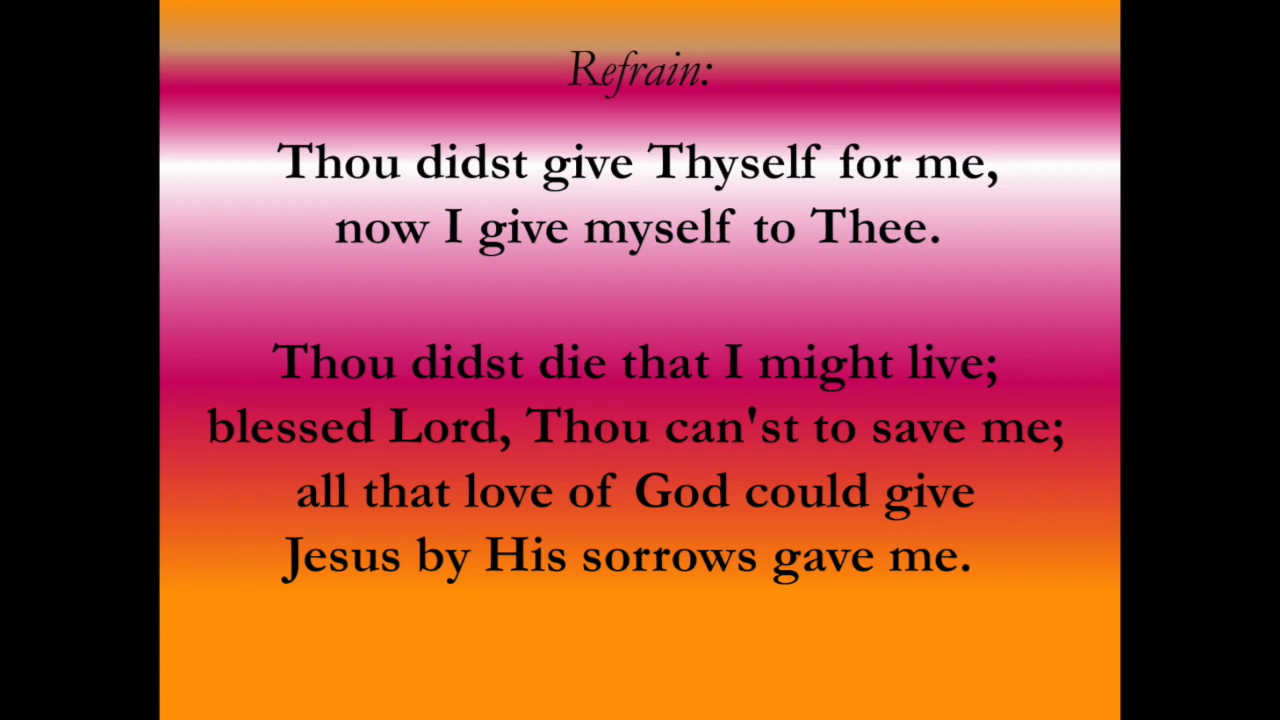 Refrain:
Thou didst give Thyself for me,
now I give myself to Thee.
Thou didst die that I might live;
blessed Lord, Thou can'st to save me;
all that love of God could give
Jesus by His sorrows gave me.